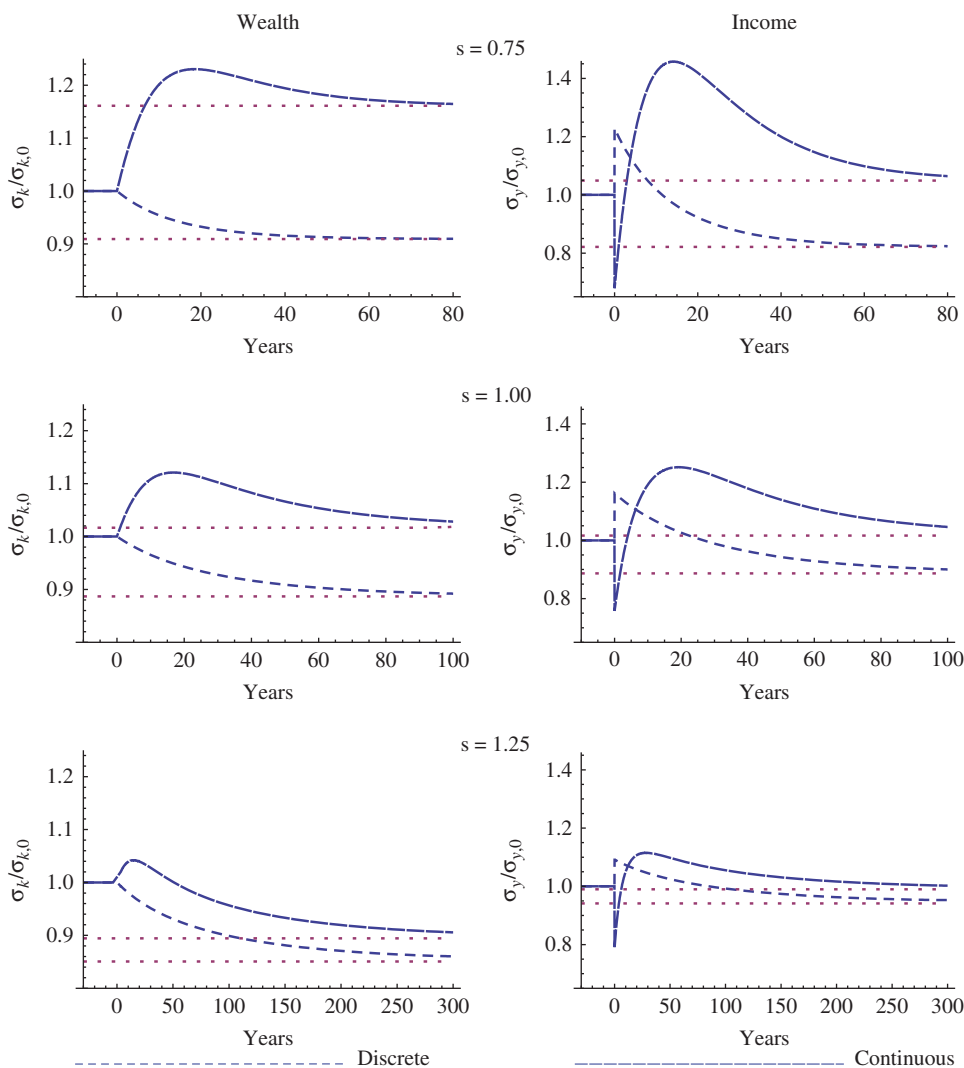 Wealth
Income
s = 0.75
1.2
1.1
1.0
0.9
σk/σk,0
0 20 40 60 80
Years
1.4
1.2
1.0
0.8
σy/σy,0
0 20 40 60 80
Years
s = 1.00
1.2
1.1
1.0
0.9
σk/σk,0
0 20 40 60 80 100
Years
1.4
1.2
1.0
0.8
σy/σy,0
0 20 40 60 80 100
Years
s = 1.25
1.2
1.1
1.0
0.9
σk/σk,0
0 50 100 150 200 250 300
Years
1.4
1.2
1.0
0.8
σy/σy,0
0 50 100 150 200 250 300
Years
Discrete
Continuous